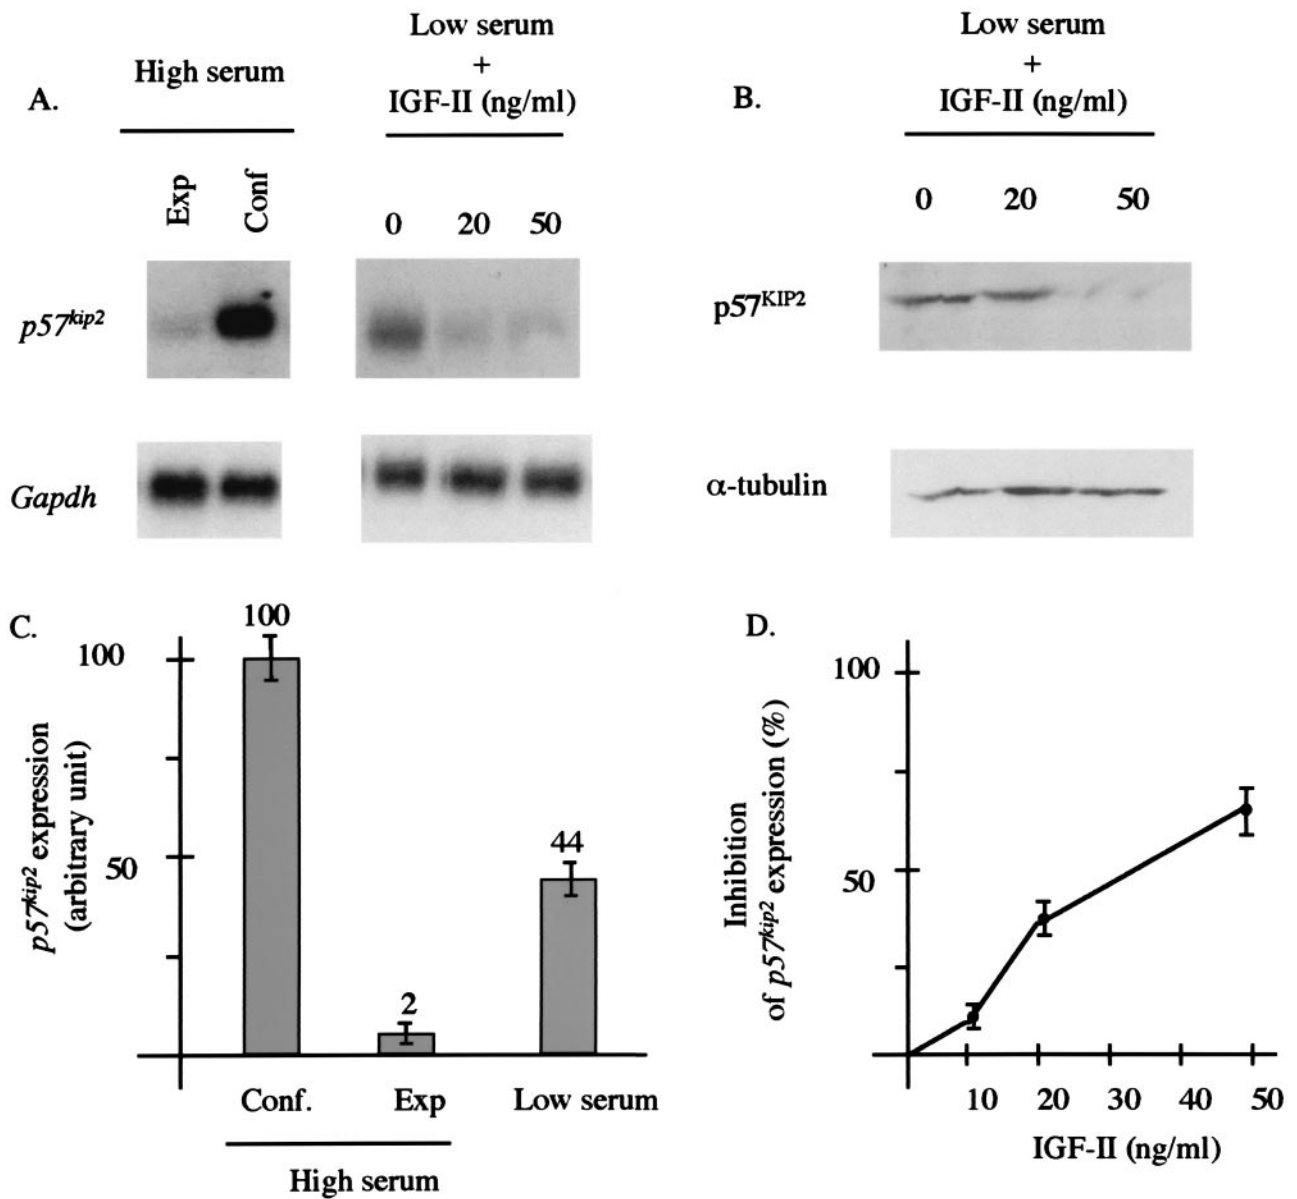 A.
High serum
Low serum
+
IGF-II (ng/ml)
Exp
Conf
0 20 50
p57kip2
Gapdh
B.
Low serum
+
IGF-II (ng/ml)
0 20 50
p57KIP2
α-tubulin
C.
p57kip2 expression
(arbitrary unit)
100
50
100
2
44
Conf. Exp Low serum
High serum
D.
Inhibition
of p57kip2 expression (%)
100
50
10 20 30 40 50
IGF-II (ng/ml)